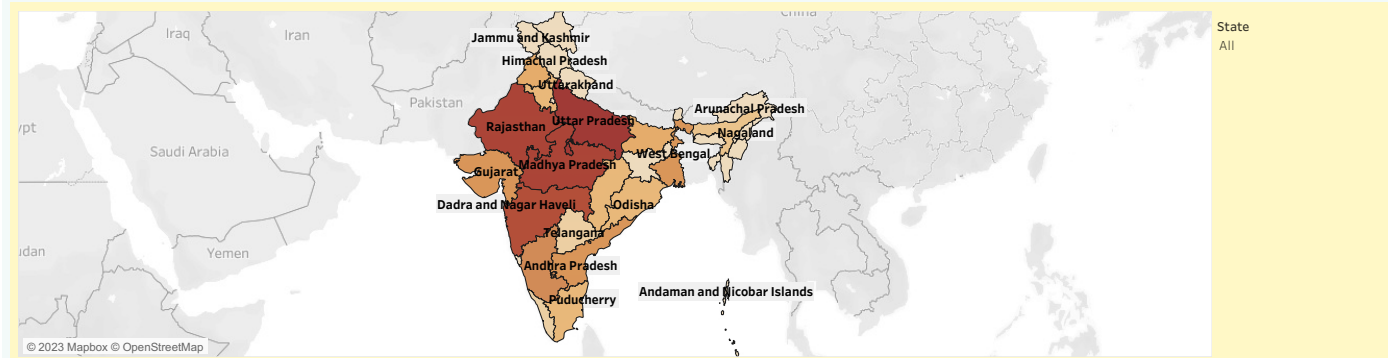 China
Iraq
Iran
State
All
Jammu and Kashmir
Himachal Pradesh
Uttarakhand
Pakistan
Arunachal Pradesh
ypt
Rajasthan
Uttar Pradesh
Nagaland
Saudi Arabia
West Bengal
Madhya Pradesh
Gujarat
Dadra and Nagar Haveli
Odisha
Telangana
dan
Yemen
Andhra Pradesh
Andaman and Nicobar Islands
Puducherry
© 2023 Mapbox © OpenStreetMap